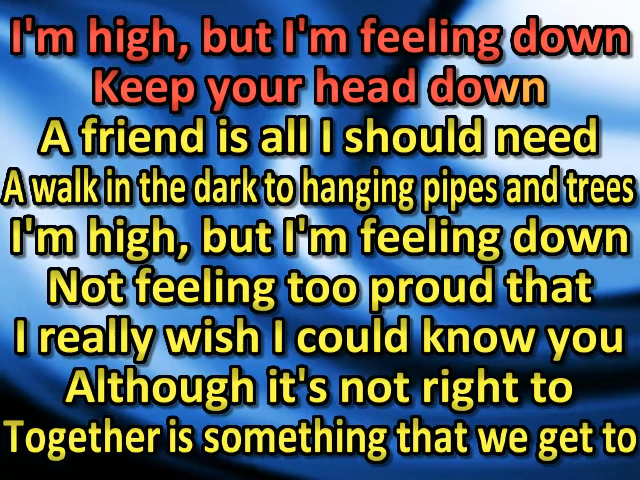 I'm high, but I'm feeling down
Keep your head down
A friend is all I should need
A walk in the dark to hanging pipes and trees
I'm high, but I'm feeling down
Not feeling too proud that
I really wish I could know you
Although it's not right to
Together is something that we get to